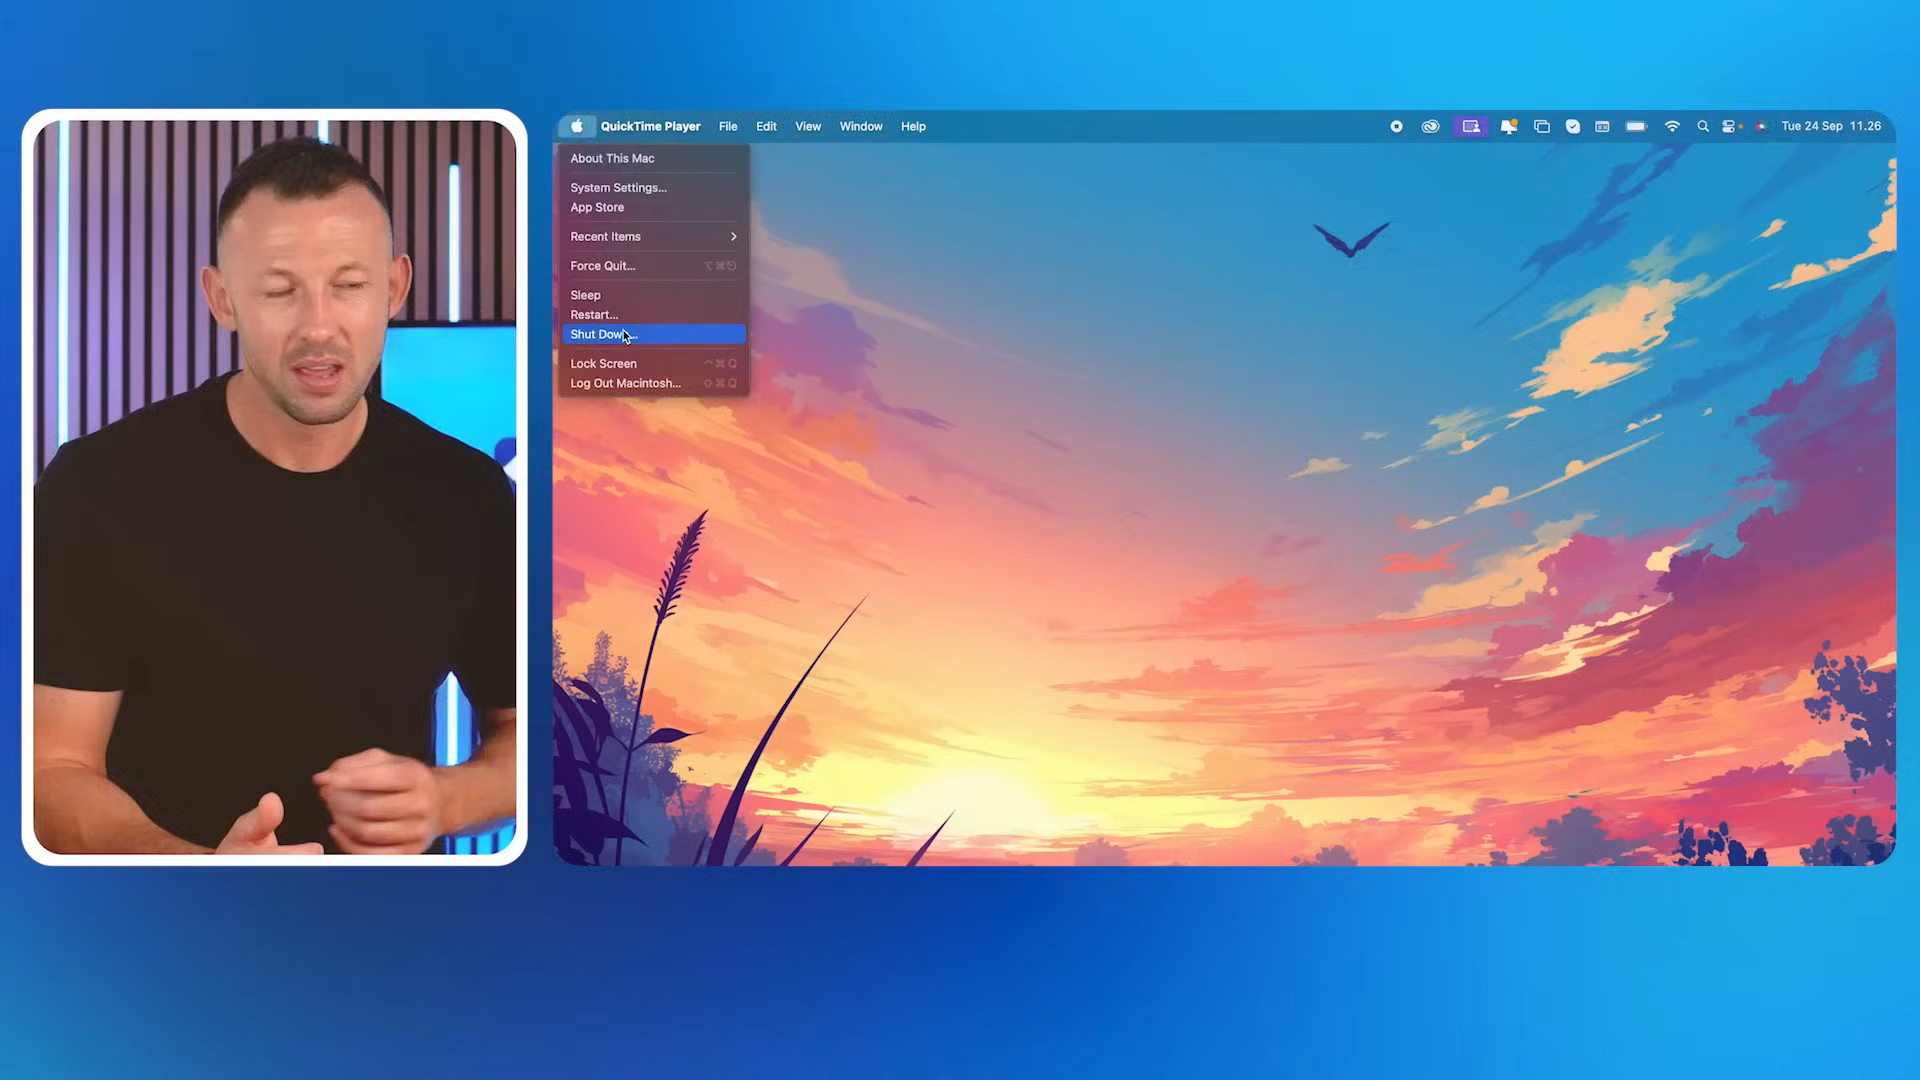 QuickTime Player File Edit View Window Help Tue 24 Sep 11.26
About This Mac
System Settings...
App Store
Recent Items
Force Quit... ⌥⌘⎋
Sleep
Restart...
Shut Down...
Lock Screen ^⌘Q
Log Out Macintosh... ⇧⌘Q